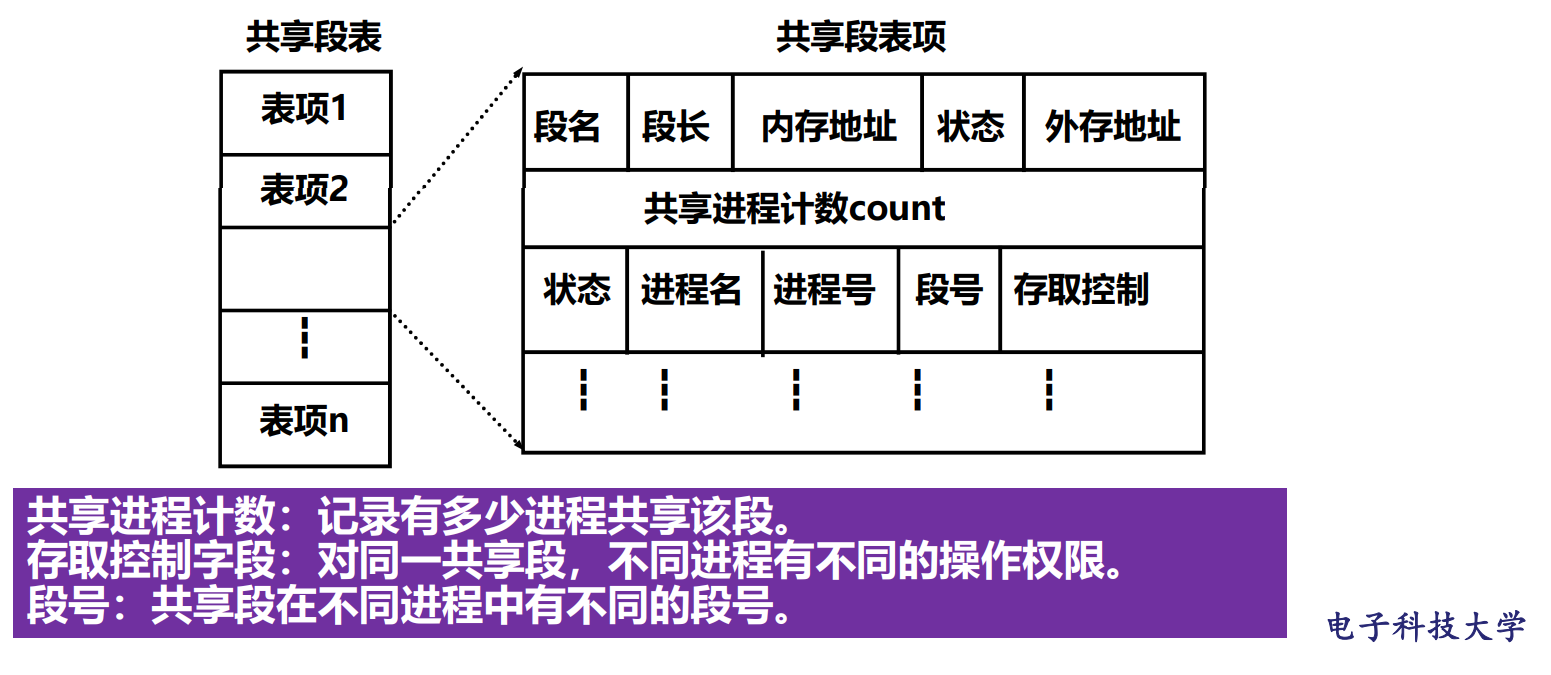 共享段表
共享段表项
表项1
表项2
表项n
段名 段长 内存地址 状态 外存地址
共享进程计数count
状态 进程名 进程号 段号 存取控制
共享进程计数：记录有多少进程共享该段。
存取控制字段：对同一共享段，不同进程有不同的操作权限。
段号：共享段在不同进程中有不同的段号。
电子科技大学